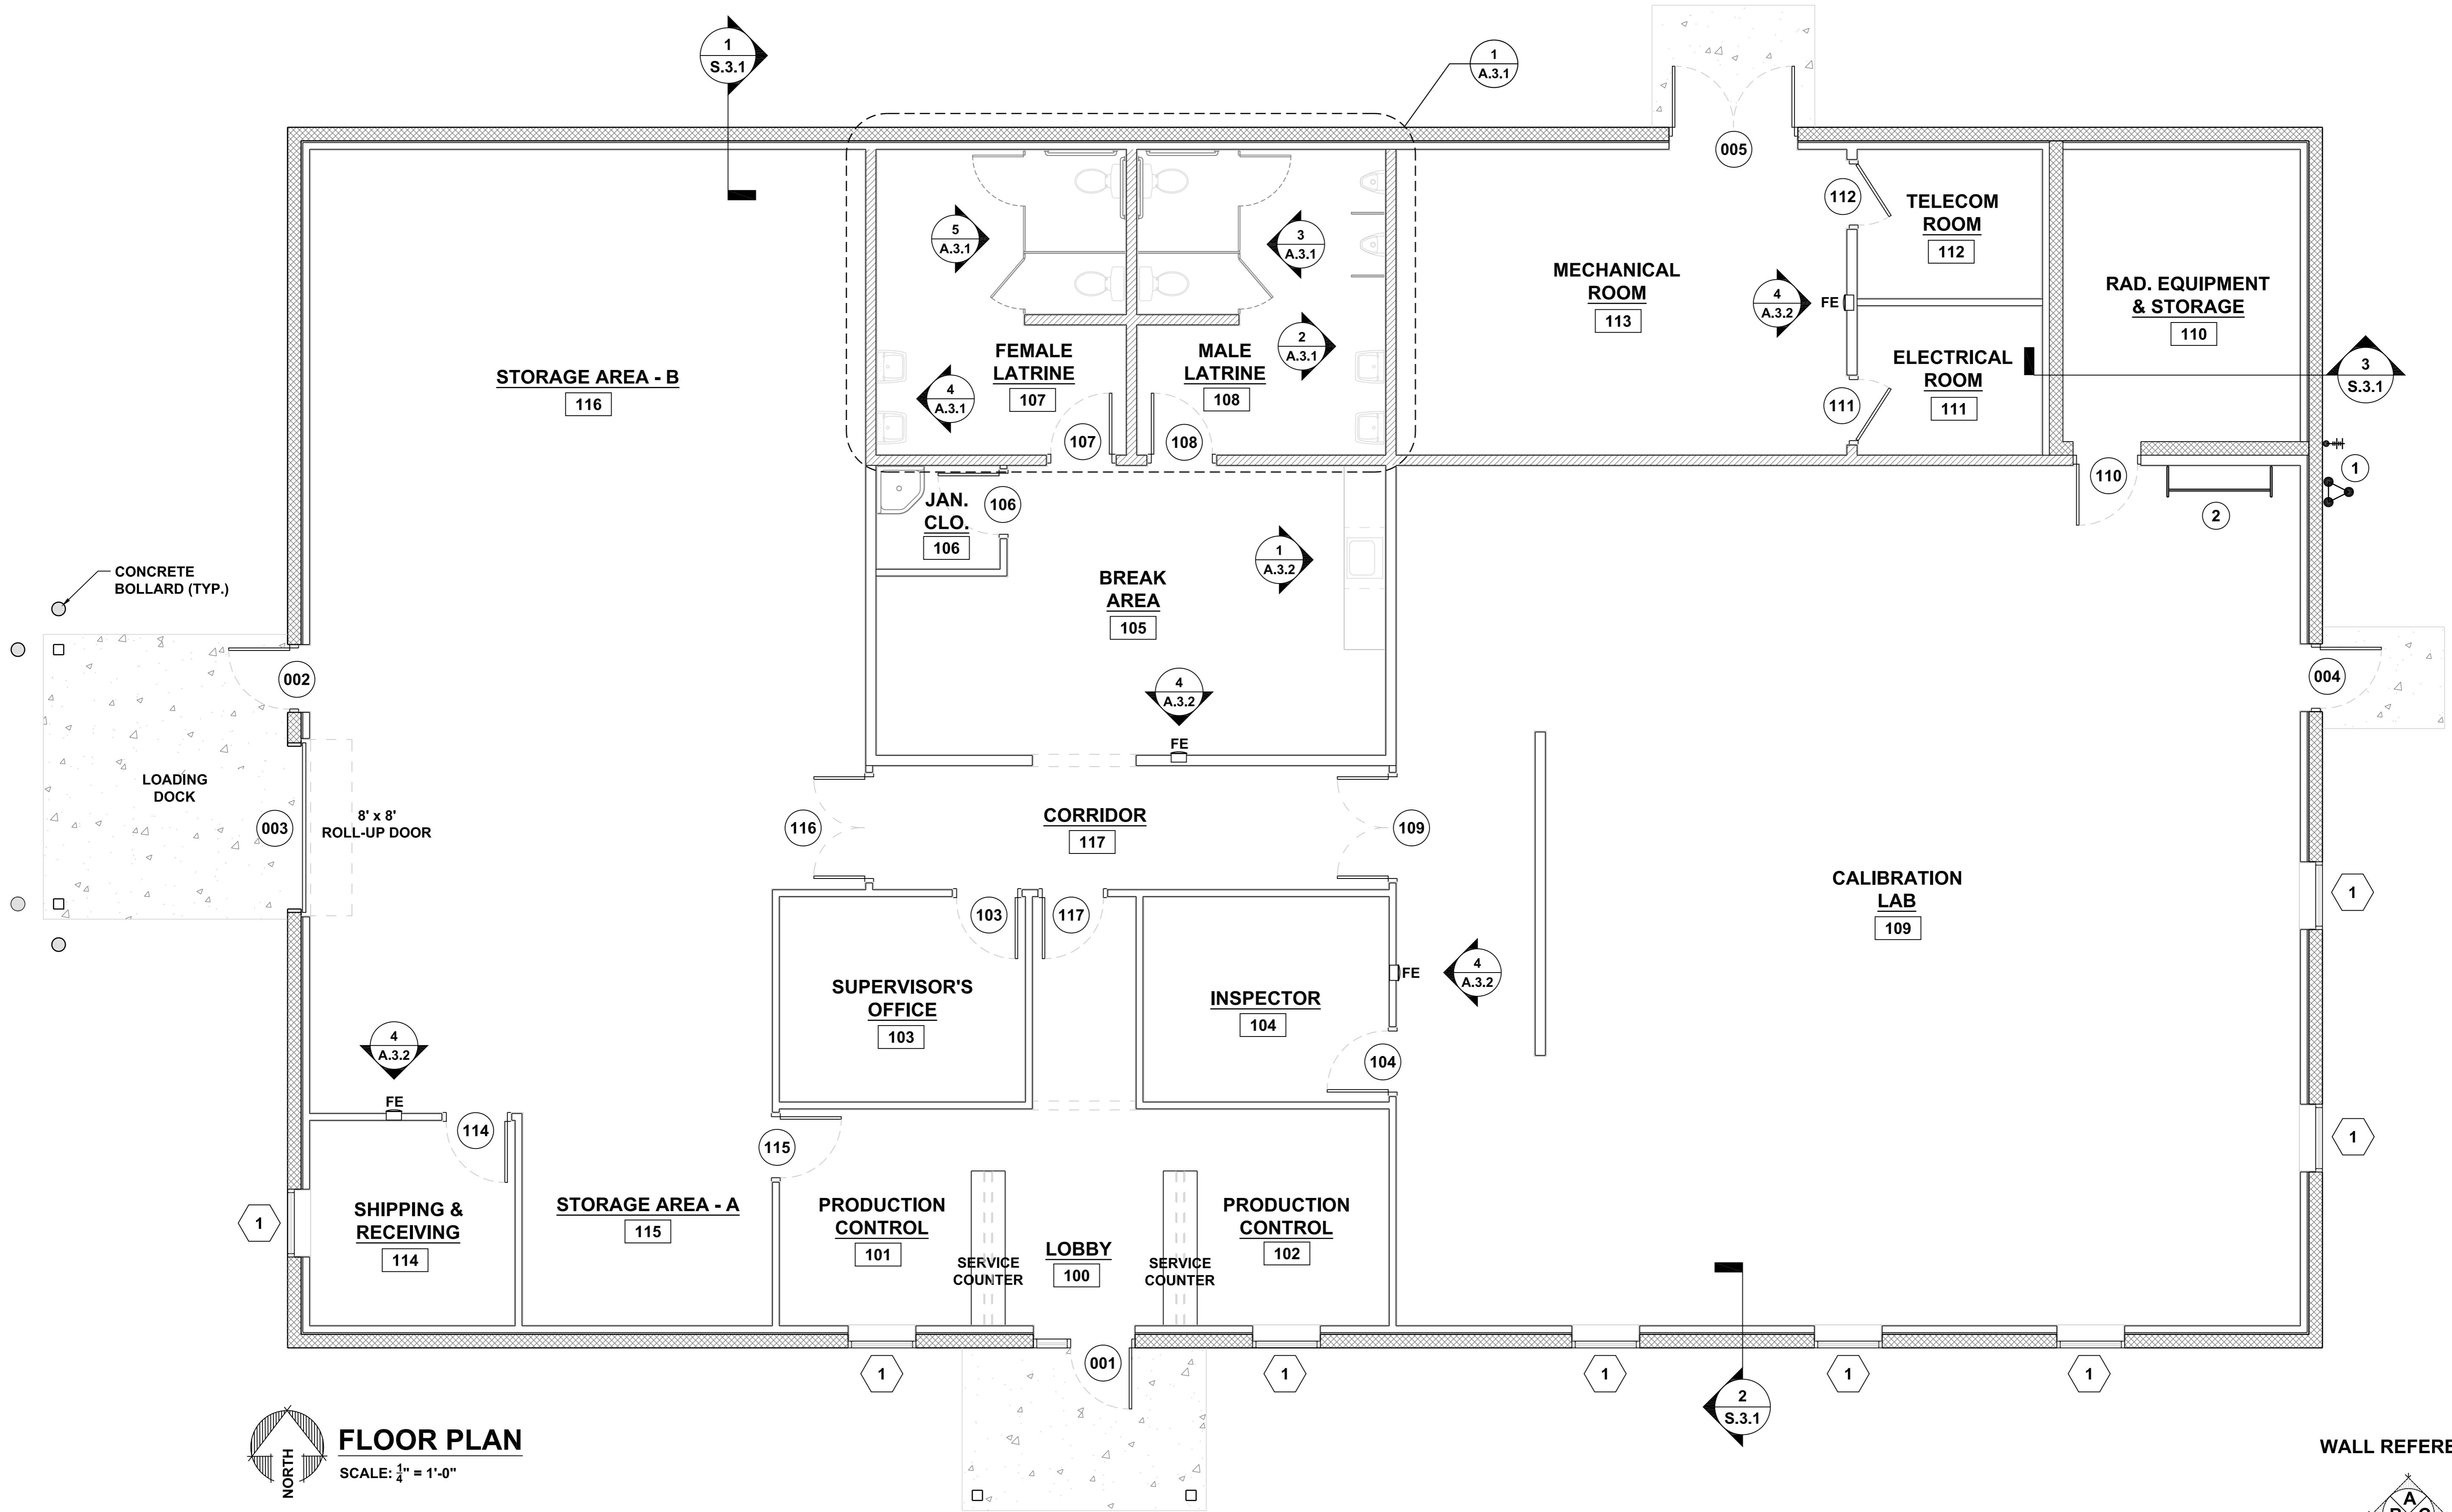 1
S.3.1
1
A.3.1
005
112
TELECOM
ROOM
112
5
A.3.1
3
A.3.1
MECHANICAL
ROOM
113
4
A.3.2
FE
RAD. EQUIPMENT
& STORAGE
110
2
A.3.1
FEMALE
LATRINE
107
MALE
LATRINE
108
ELECTRICAL
ROOM
111
111
3
S.3.1
STORAGE AREA - B
116
4
A.3.1
107
108
110
1
2
JAN.
CLO.
106
106
1
A.3.2
BREAK
AREA
105
CONCRETE
BOLLARD (TYP.)
002
004
4
A.3.2
FE
LOADING
DOCK
003
8' x 8'
ROLL-UP DOOR
116
CORRIDOR
117
109
CALIBRATION
LAB
109
1
103
117
SUPERVISOR'S
OFFICE
103
INSPECTOR
104
FE
4
A.3.2
104
4
A.3.2
FE
114
115
1
SHIPPING &
RECEIVING
114
1
STORAGE AREA - A
115
PRODUCTION
CONTROL
101
SERVICE
COUNTER
LOBBY
100
SERVICE
COUNTER
PRODUCTION
CONTROL
102
1
001
1
1
1
1
2
S.3.1
NORTH
FLOOR PLAN
SCALE: 1/4" = 1'-0"
WALL REFERE
A